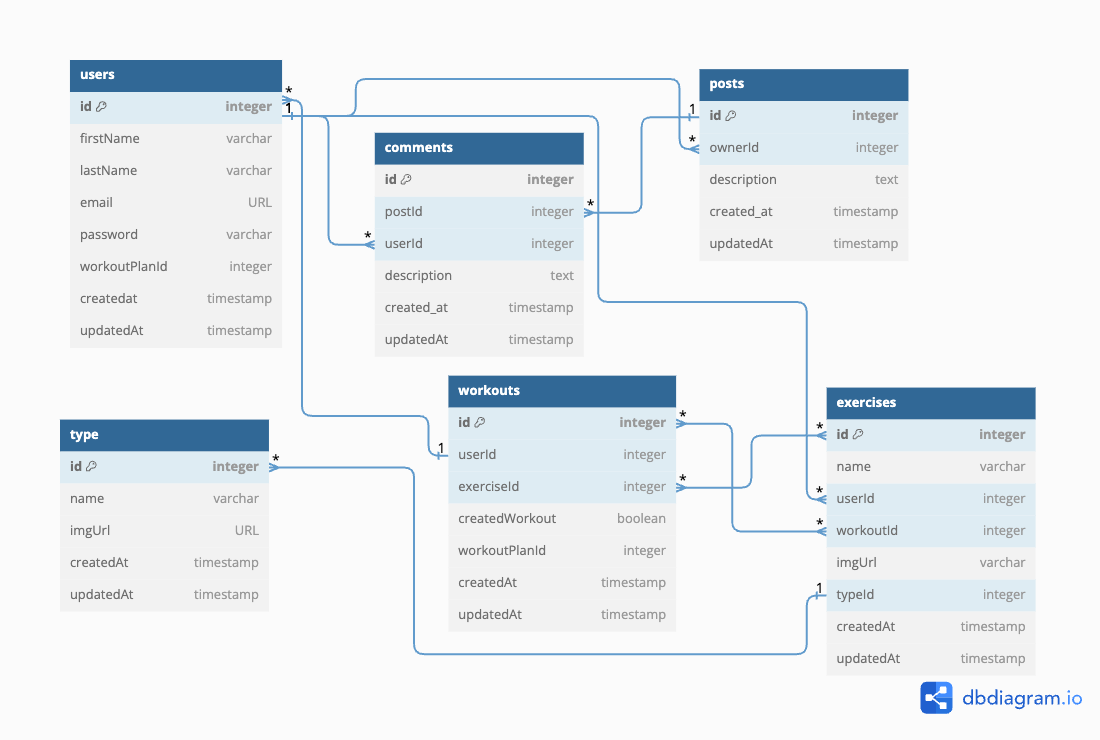 users
id integer
firstName varchar
lastName varchar
email URL
password varchar
workoutPlanId integer
createdat timestamp
updatedAt timestamp
* 
1
comments
id integer
postId integer
userId integer
description text
created_at timestamp
updatedAt timestamp
*
*
posts
id integer
ownerId integer
description text
created_at timestamp
updatedAt timestamp
1
*
type
id integer
name varchar
imgUrl URL
createdAt timestamp
updatedAt timestamp
*
workouts
id integer
userId integer
exerciseId integer
createdWorkout boolean
workoutPlanId integer
createdAt timestamp
updatedAt timestamp
1
*
*
exercises
id integer
name varchar
userId integer
workoutId integer
imgUrl varchar
typeId integer
createdAt timestamp
updatedAt timestamp
*
*
*
1
dbdiagram.io